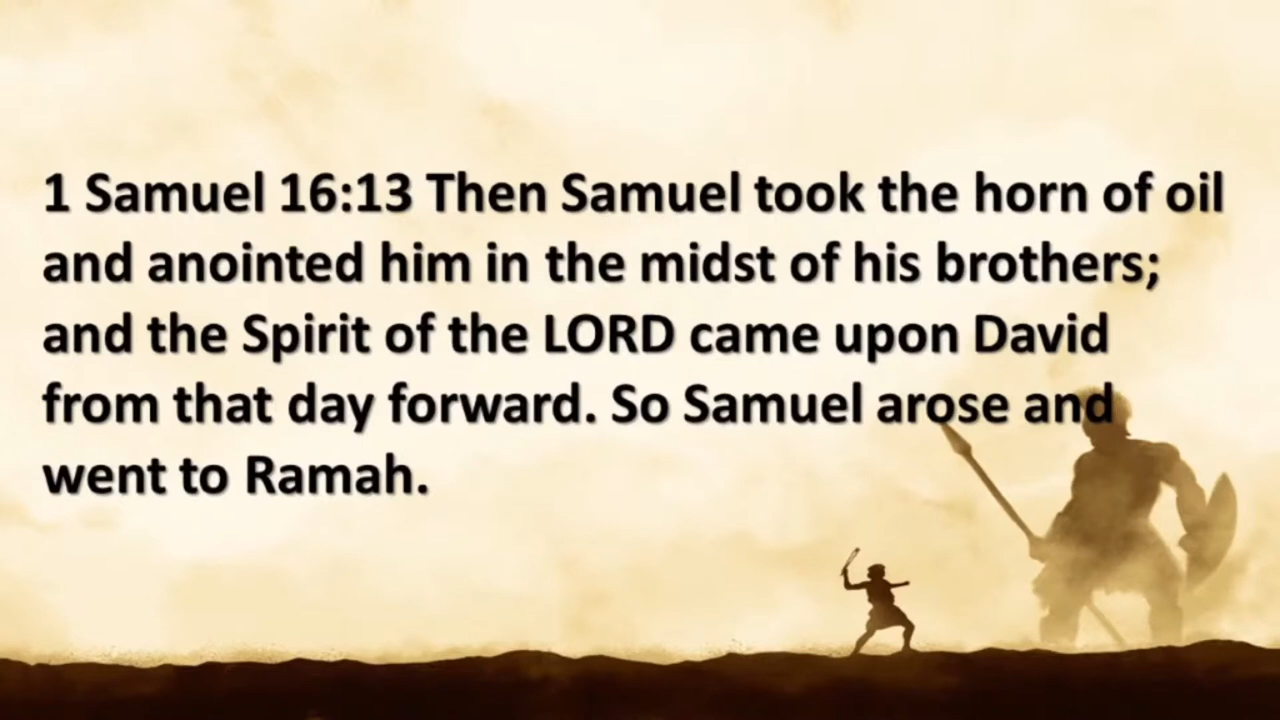 1 Samuel 16:13 Then Samuel took the horn of oil
and anointed him in the midst of his brothers;
and the Spirit of the LORD came upon David
from that day forward. So Samuel arose and
went to Ramah.